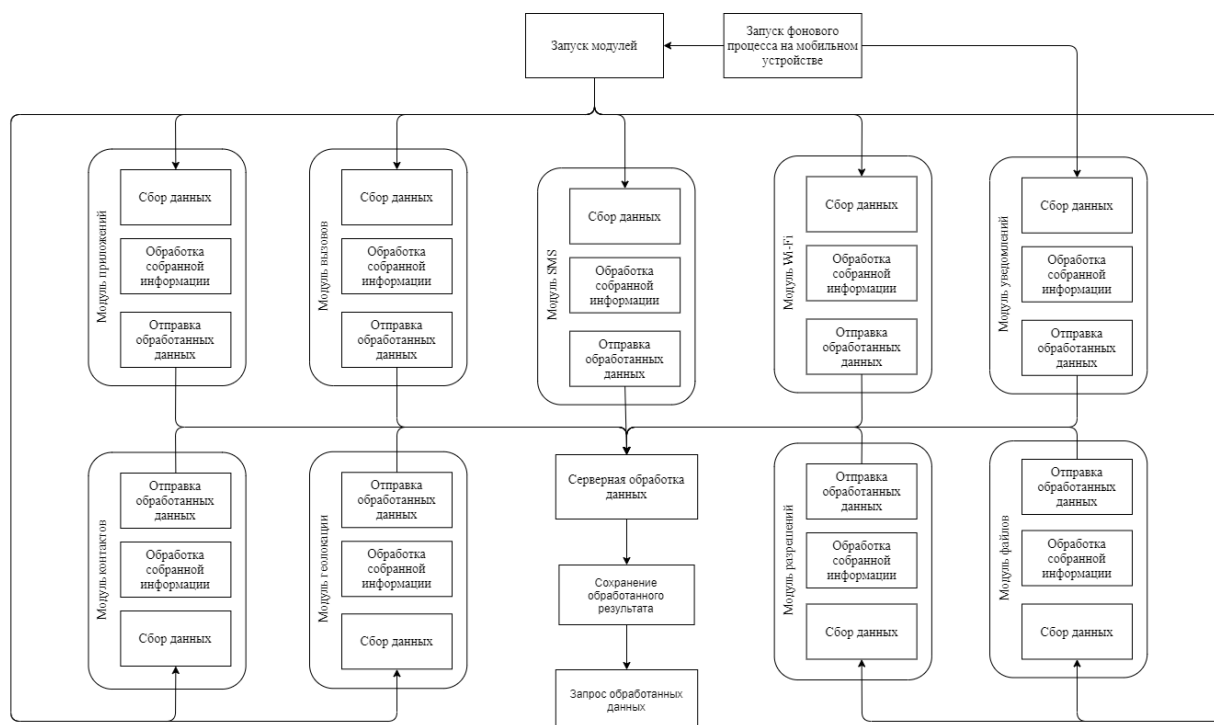 Запуск модулей
Запуск фонового
процесса на мобильном
устройстве
Модуль приложений
Сбор данных
Обработка
собранной
информации
Отправка
обработанных
данных
Модуль вызовов
Сбор данных
Обработка
собранной
информации
Отправка
обработанных
данных
Модуль SMS
Сбор данных
Обработка
собранной
информации
Отправка
обработанных
данных
Модуль Wi-Fi
Сбор данных
Обработка
собранной
информации
Отправка
обработанных
данных
Модуль уведомлений
Сбор данных
Обработка
собранной
информации
Отправка
обработанных
данных
Модуль контактов
Отправка
обработанных
данных
Обработка
собранной
информации
Сбор данных
Модуль геолокации
Отправка
обработанных
данных
Обработка
собранной
информации
Сбор данных
Серверная обработка
данных
Сохранение
обработанного
результата
Запрос обработанных
данных
Модуль разрешений
Отправка
обработанных
данных
Обработка
собранной
информации
Сбор данных
Модуль файлов
Отправка
обработанных
данных
Обработка
собранной
информации
Сбор данных